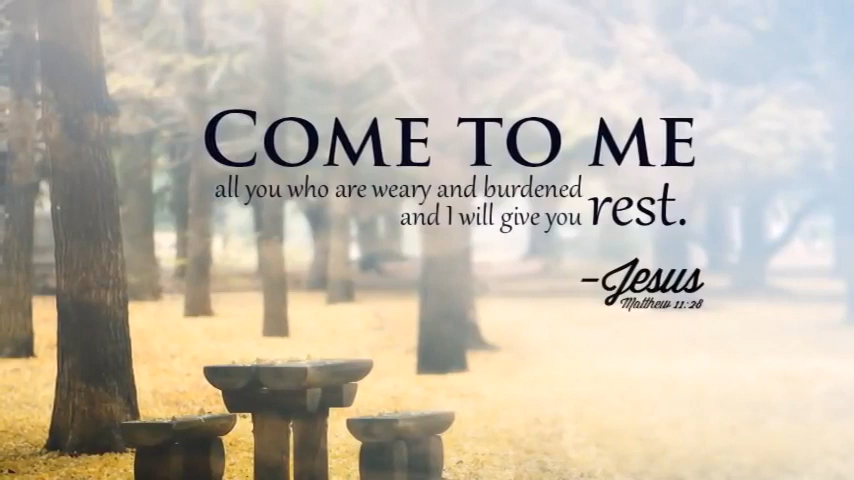 COME TO ME
all you who are weary and burdened
and I will give you rest.
-Jesus
Matthew 11:28